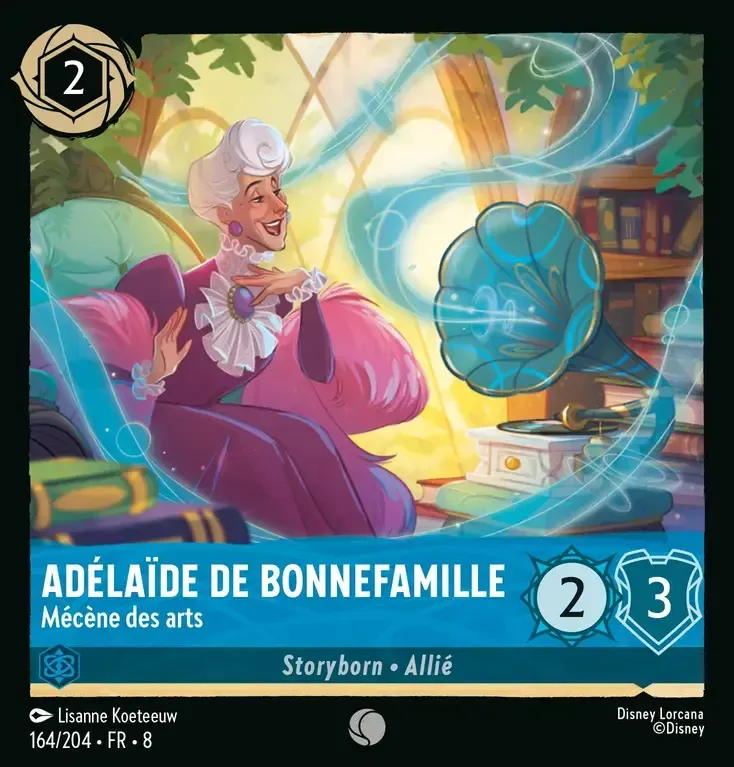 2
ADÉLAÏDE DE BONNEFAMILLE
Mécène des arts
2
3
Storyborn • Allié
Lisanne Koeteeuw
164/204 • FR • 8
Disney Lorcana
©Disney